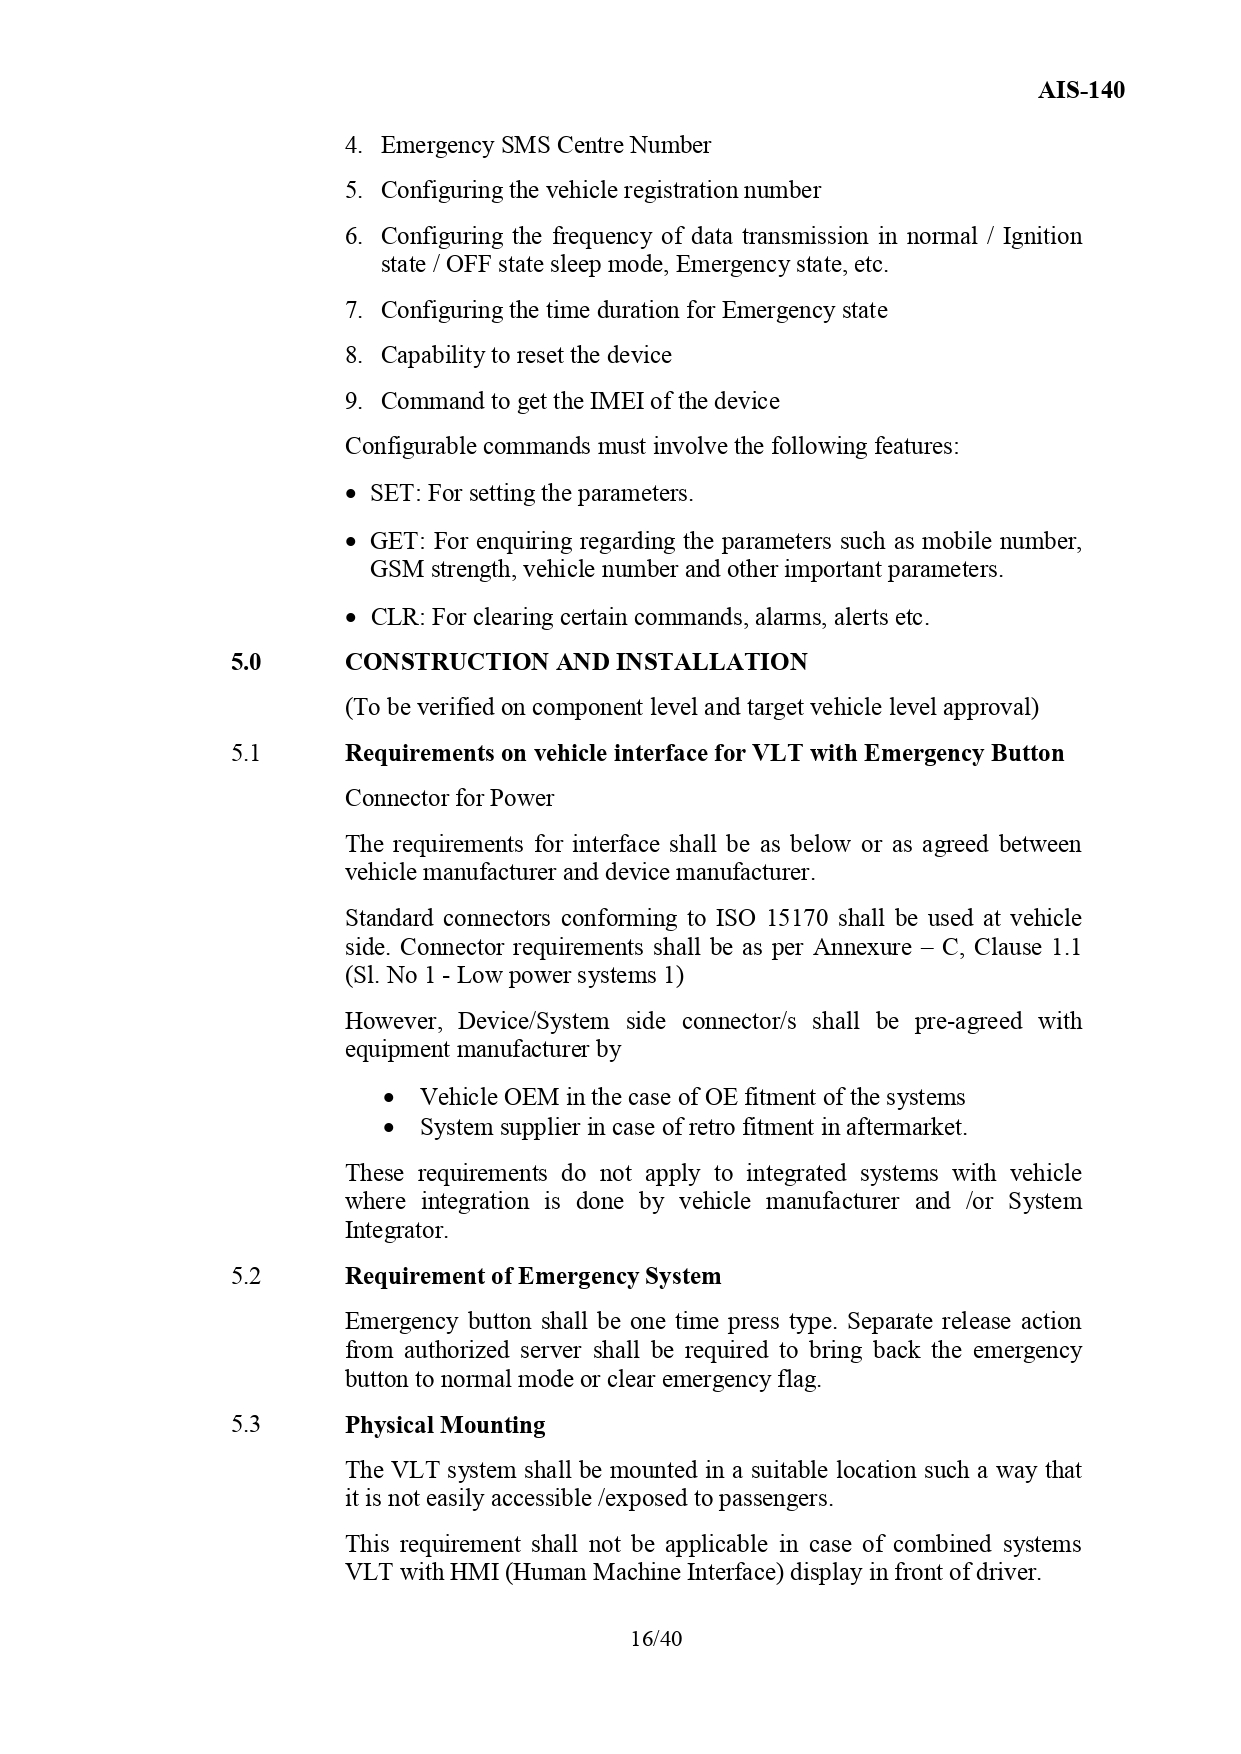 AIS-140
4. Emergency SMS Centre Number
5. Configuring the vehicle registration number
6. Configuring the frequency of data transmission in normal / Ignition
state / OFF state sleep mode, Emergency state, etc.
7. Configuring the time duration for Emergency state
8. Capability to reset the device
9. Command to get the IMEI of the device
Configurable commands must involve the following features:
• SET: For setting the parameters.
• GET: For enquiring regarding the parameters such as mobile number,
GSM strength, vehicle number and other important parameters.
• CLR: For clearing certain commands, alarms, alerts etc.
5.0 CONSTRUCTION AND INSTALLATION
(To be verified on component level and target vehicle level approval)
5.1 Requirements on vehicle interface for VLT with Emergency Button
Connector for Power
The requirements for interface shall be as below or as agreed between
vehicle manufacturer and device manufacturer.
Standard connectors conforming to ISO 15170 shall be used at vehicle
side. Connector requirements shall be as per Annexure – C, Clause 1.1
(Sl. No 1 - Low power systems 1)
However, Device/System side connector/s shall be pre-agreed with
equipment manufacturer by
• Vehicle OEM in the case of OE fitment of the systems
• System supplier in case of retro fitment in aftermarket.
These requirements do not apply to integrated systems with vehicle
where integration is done by vehicle manufacturer and /or System
Integrator.
5.2 Requirement of Emergency System
Emergency button shall be one time press type. Separate release action
from authorized server shall be required to bring back the emergency
button to normal mode or clear emergency flag.
5.3 Physical Mounting
The VLT system shall be mounted in a suitable location such a way that
it is not easily accessible /exposed to passengers.
This requirement shall not be applicable in case of combined systems
VLT with HMI (Human Machine Interface) display in front of driver.
16/40